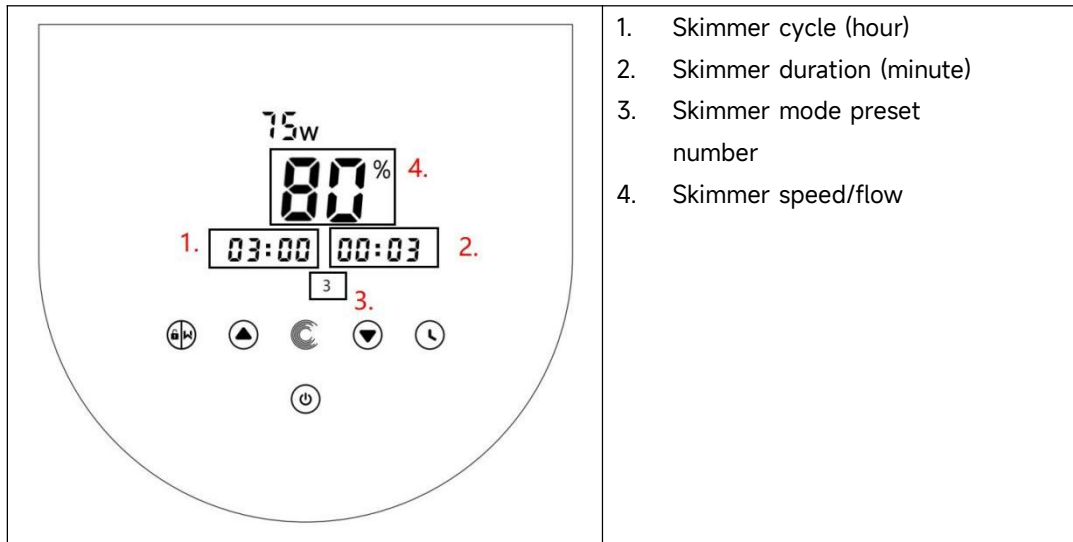 75w
80% 4.
1. 03:00 00:03 2.
3
3.
1. Skimmer cycle (hour)
2. Skimmer duration (minute)
3. Skimmer mode preset
number
4. Skimmer speed/flow